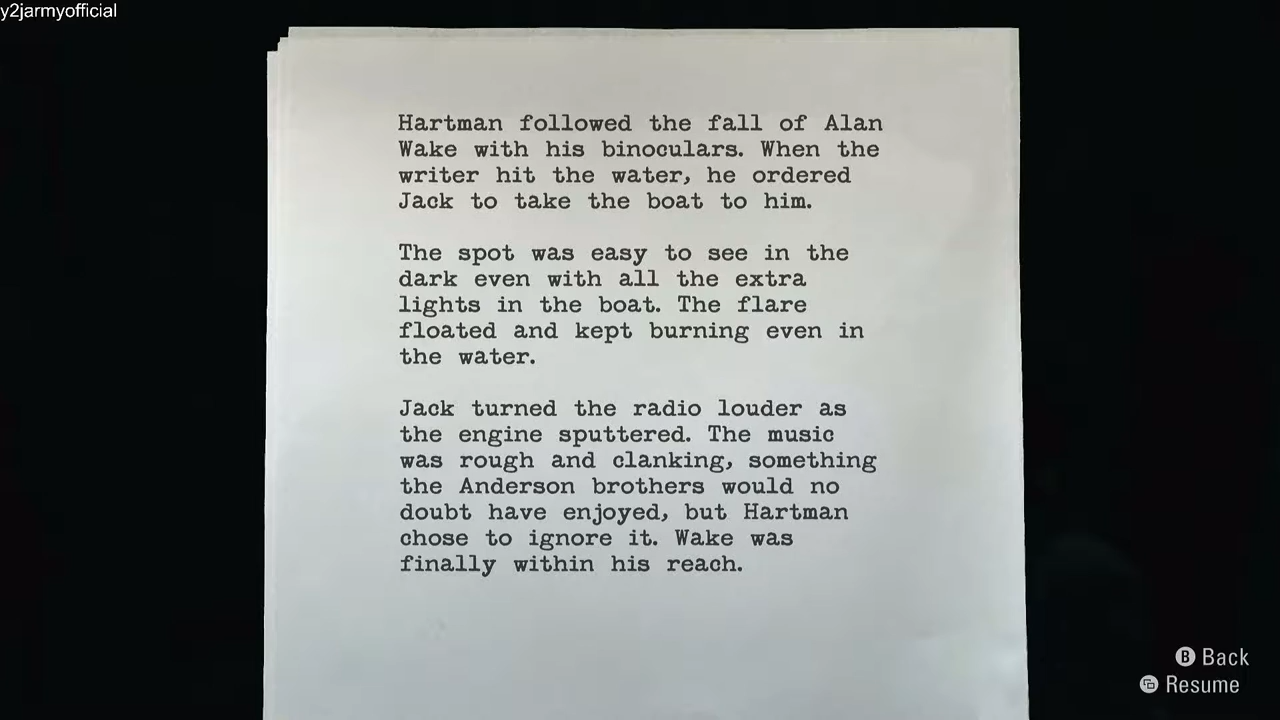 y2jarmyofficial
Hartman followed the fall of Alan
Wake with his binoculars. When the
writer hit the water, he ordered
Jack to take the boat to him.
The spot was easy to see in the
dark even with all the extra
lights in the boat. The flare
floated and kept burning even in
the water.
Jack turned the radio louder as
the engine sputtered. The music
was rough and clanking, something
the Anderson brothers would no
doubt have enjoyed, but Hartman
chose to ignore it. Wake was
finally within his reach.
B Back
Resume